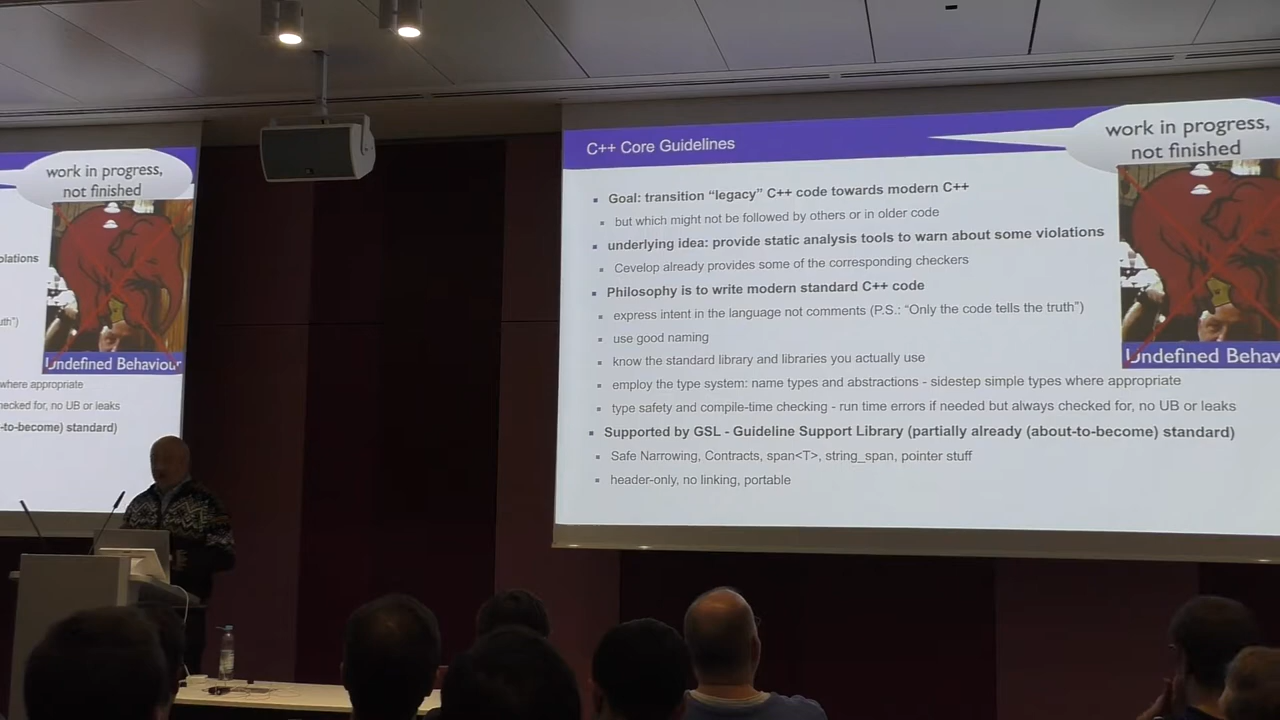 work in progress,
not finished
olations
uth")
Undefined Behaviour
where appropriate
hecked for, no UB or leaks
-to-become) standard)
C++ Core Guidelines
work in progress,
not finished
Goal: transition “legacy” C++ code towards modern C++
but which might not be followed by others or in older code
underlying idea: provide static analysis tools to warn about some violations
Cevelop already provides some of the corresponding checkers
Philosophy is to write modern standard C++ code
express intent in the language not comments (P.S.: “Only the code tells the truth”)
use good naming
know the standard library and libraries you actually use
employ the type system: name types and abstractions - sidestep simple types where appropriate
type safety and compile-time checking - run time errors if needed but always checked for, no UB or leaks
Supported by GSL - Guideline Support Library (partially already (about-to-become) standard)
Safe Narrowing, Contracts, span<T>, string_span, pointer stuff
header-only, no linking, portable
Undefined Behav